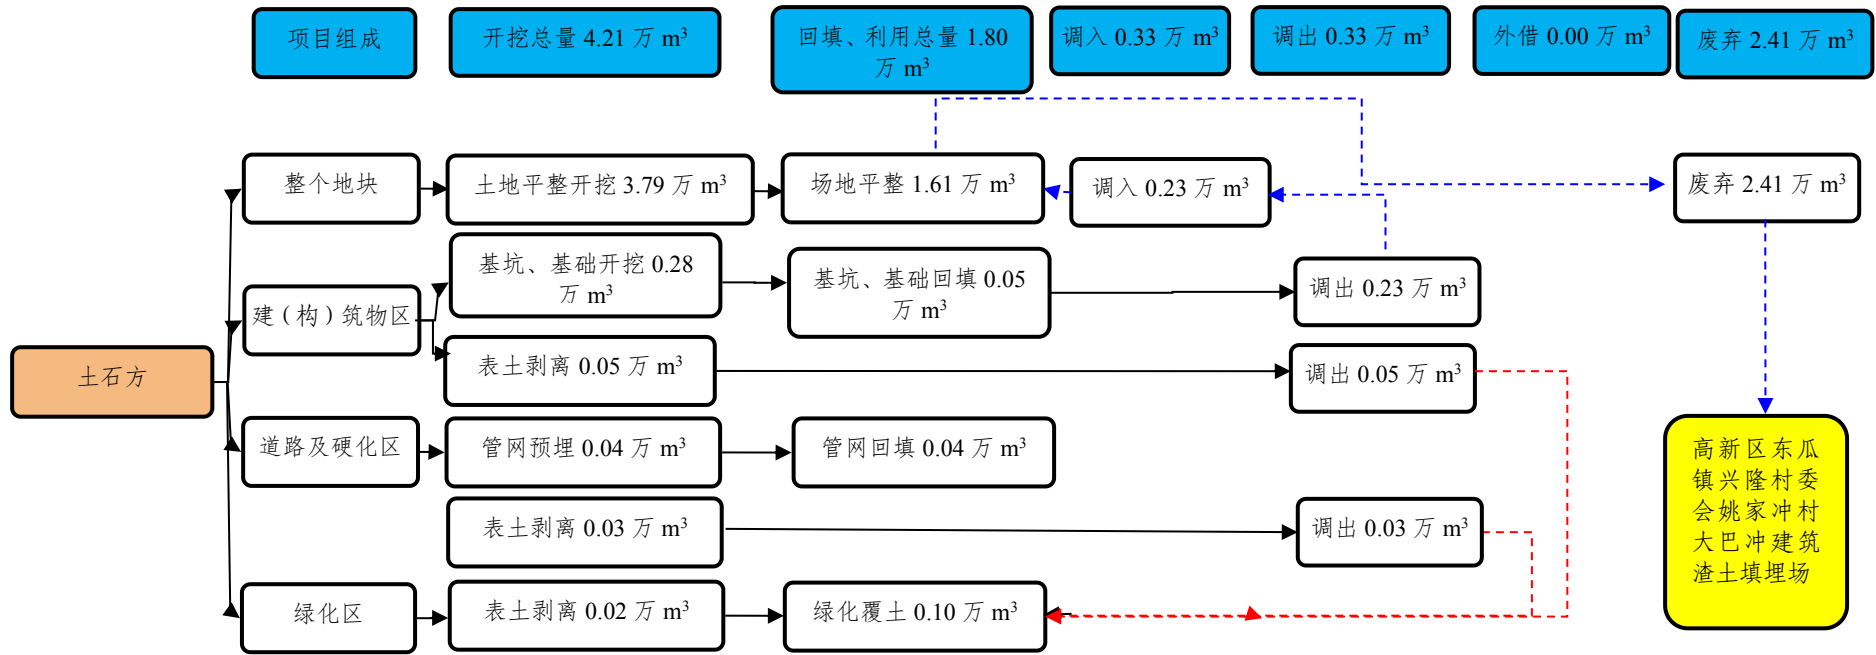 项目组成
开挖总量 4.21 万 m³
回填、利用总量 1.80
万 m³
调入 0.33 万 m³
调出 0.33 万 m³
外借 0.00 万 m³
废弃 2.41 万 m³
整个地块
土地平整开挖 3.79 万 m³
场地平整 1.61 万 m³
调入 0.23 万 m³
废弃 2.41 万 m³
建（构）筑物区
基坑、基础开挖 0.28
万 m³
基坑、基础回填 0.05
万 m³
调出 0.23 万 m³
表土剥离 0.05 万 m³
调出 0.05 万 m³
土石方
道路及硬化区
管网预埋 0.04 万 m³
管网回填 0.04 万 m³
表土剥离 0.03 万 m³
调出 0.03 万 m³
绿化区
表土剥离 0.02 万 m³
绿化覆土 0.10 万 m³
高新区东瓜
镇兴隆村委
会姚家冲村
大巴冲建筑
渣土填埋场